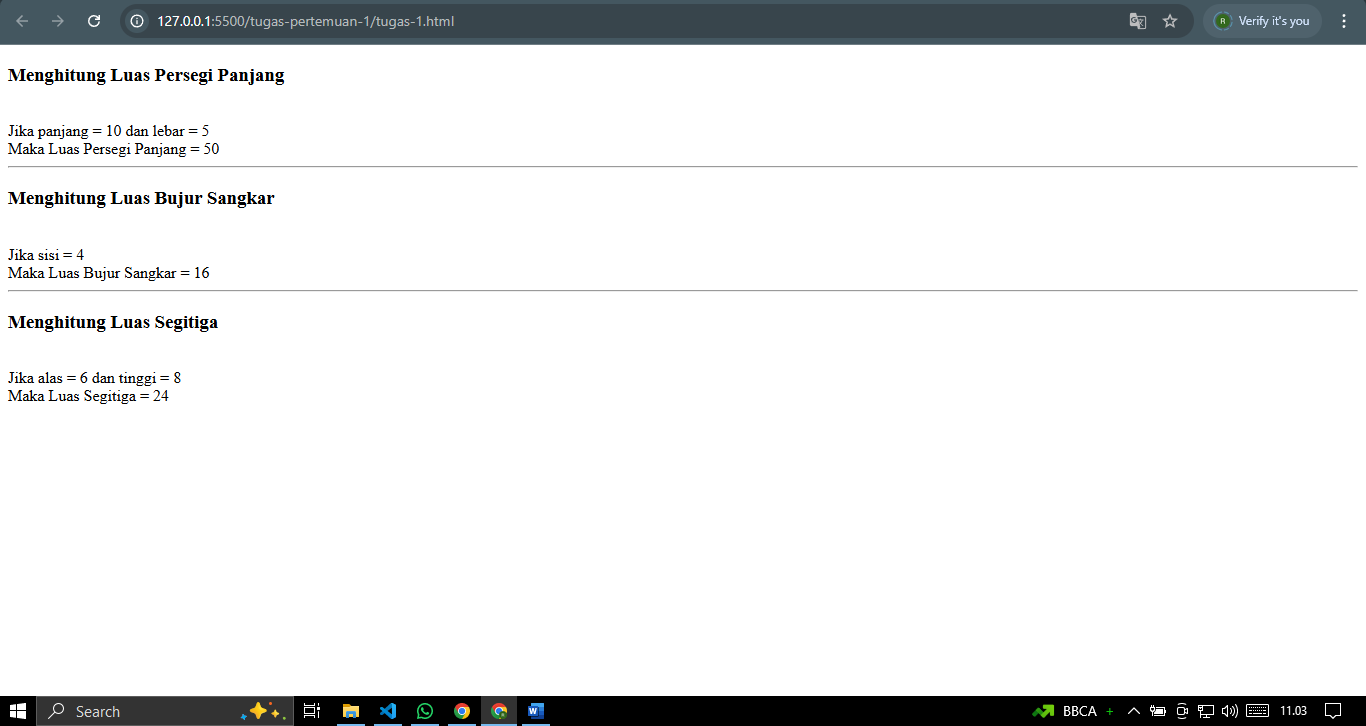 127.0.0.1:5500/tugas-pertemuan-1/tugas-1.html
R
Verify it's you
Menghitung Luas Persegi Panjang
Jika panjang = 10 dan lebar = 5
Maka Luas Persegi Panjang = 50
Menghitung Luas Bujur Sangkar
Jika sisi = 4
Maka Luas Bujur Sangkar = 16
Menghitung Luas Segitiga
Jika alas = 6 dan tinggi = 8
Maka Luas Segitiga = 24
Search
BBCA +
11.03